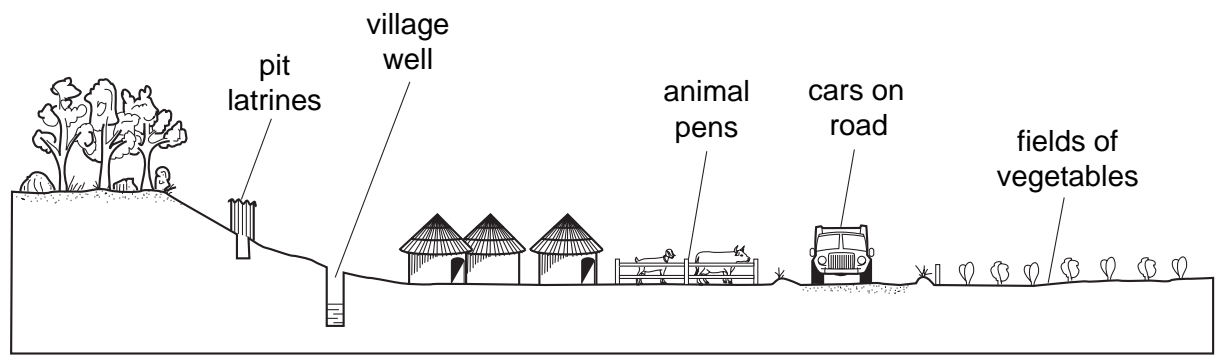 village
well
pit
latrines
animal
pens
cars on
road
fields of
vegetables